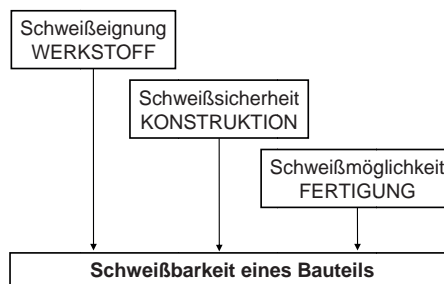 Schweißeignung
WERKSTOFF
Schweißsicherheit
KONSTRUKTION
Schweißmöglichkeit
FERTIGUNG
Schweißbarkeit eines Bauteils